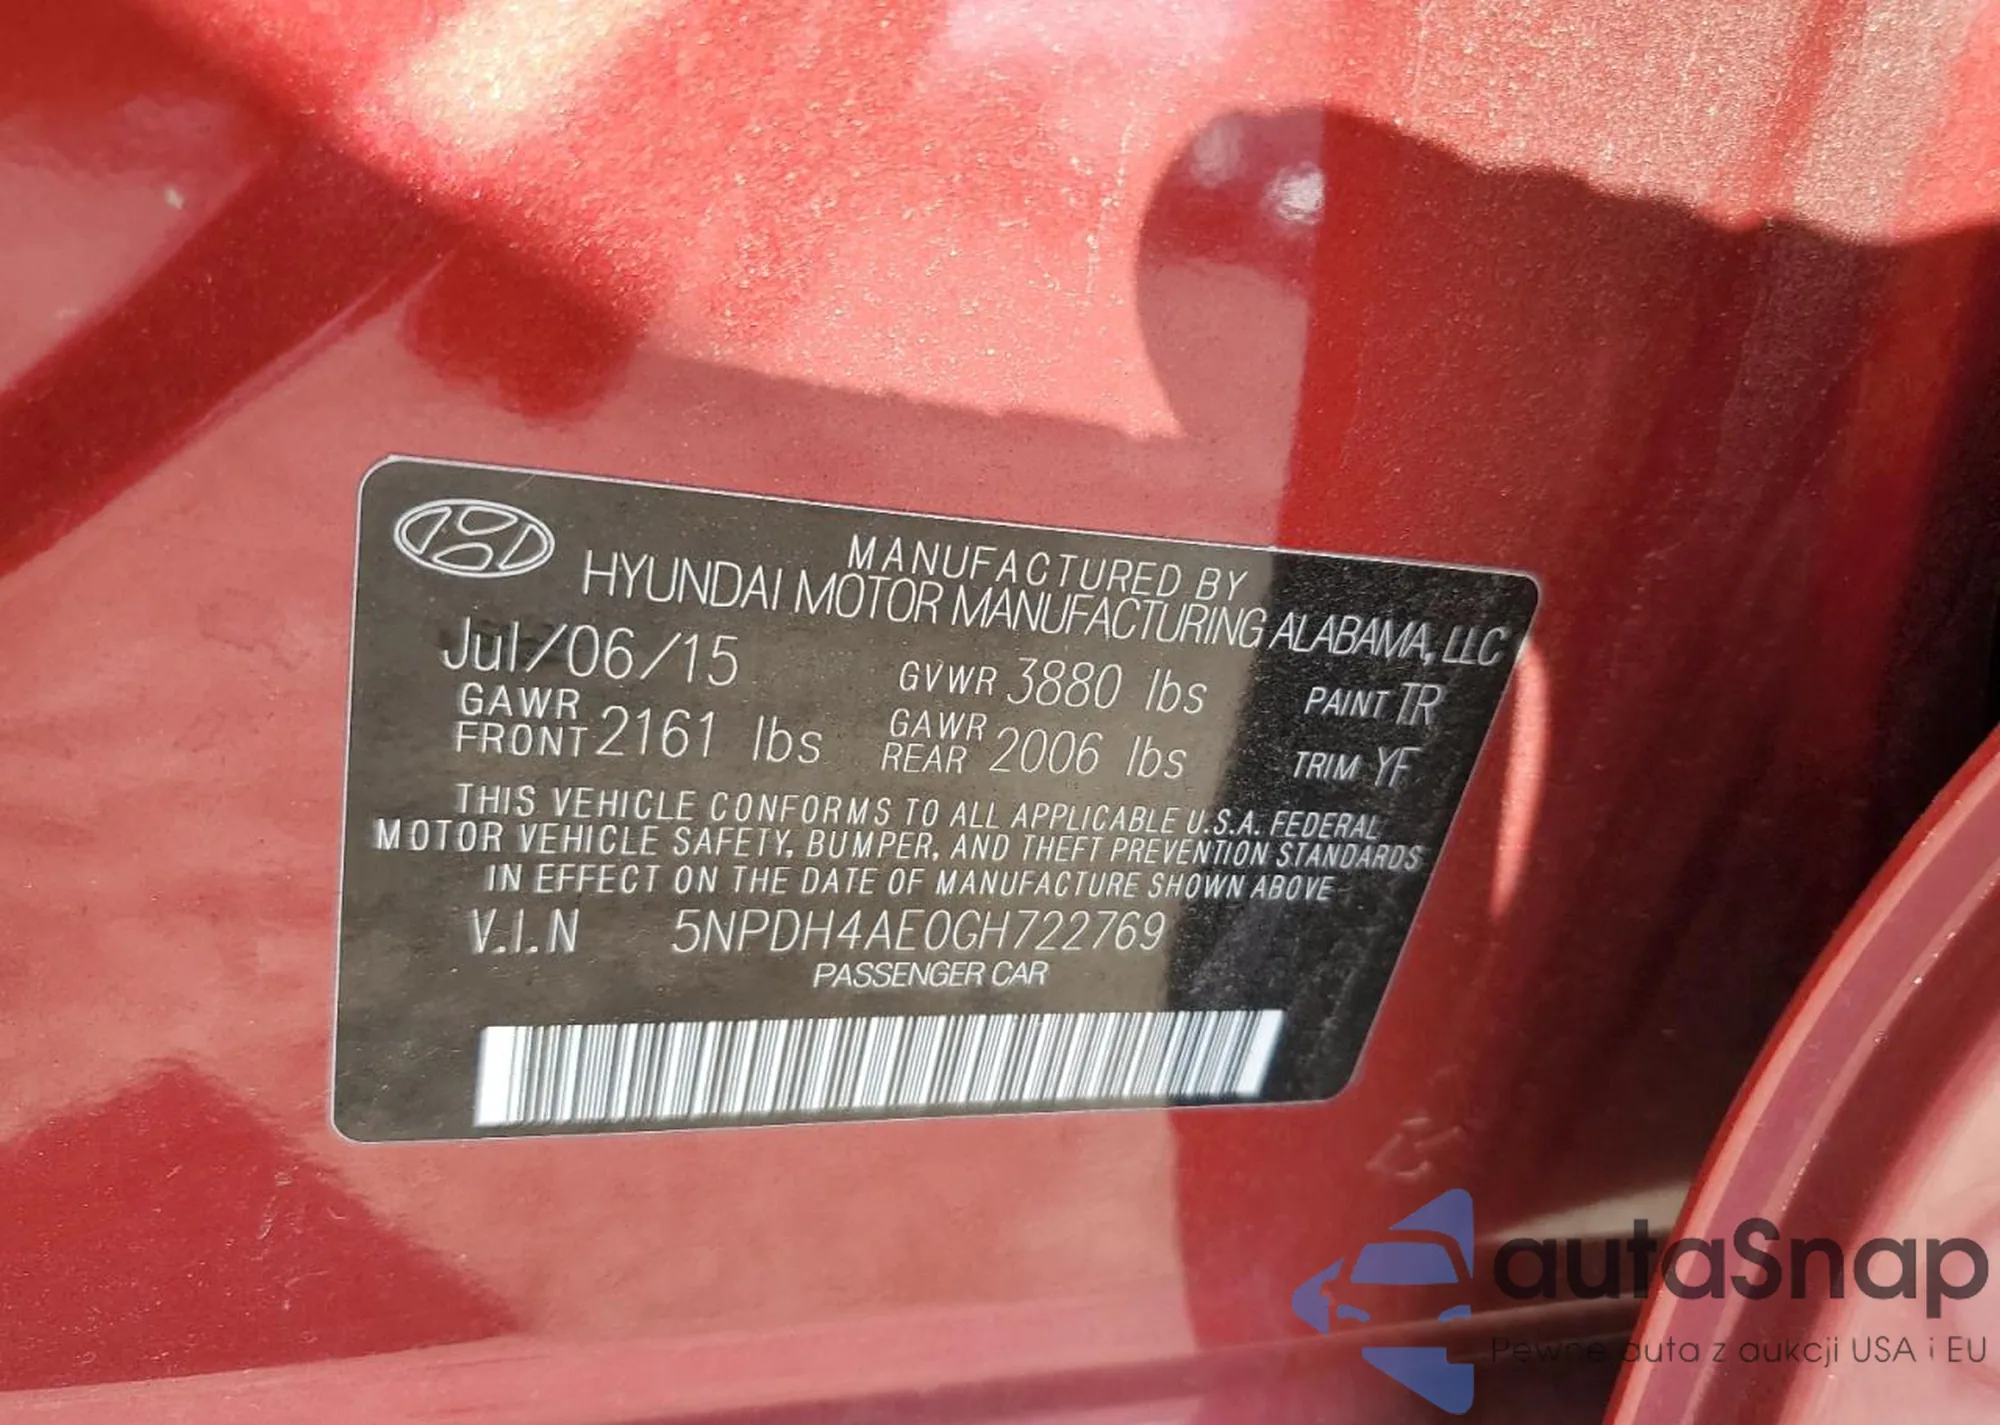 MANUFACTURED BY
HYUNDAI MOTOR MANUFACTURING ALABAMA, LLC
Jul/06/15 GVWR 3880 lbs PAINT TR
GAWR FRONT 2161 lbs GAWR REAR 2006 lbs TRIM YF
THIS VEHICLE CONFORMS TO ALL APPLICABLE U.S.A. FEDERAL
MOTOR VEHICLE SAFETY, BUMPER, AND THEFT PREVENTION STANDARDS
IN EFFECT ON THE DATE OF MANUFACTURE SHOWN ABOVE
V.I.N 5NPDH4AE0GH722769
PASSENGER CAR
autaSnap
Pewne auta z aukcji USA i EU